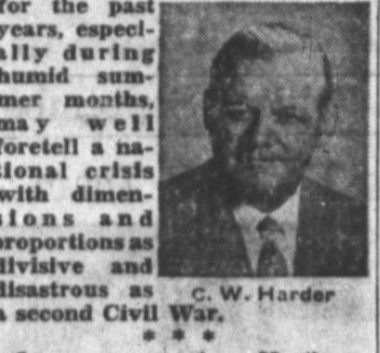 for the past
years, especi-
ally during
humid sum-
mer months,
may well
foretell a na-
tional crisis
with dimen-
sions and
proportions as
divisive and
disastrous as
a second Civil War.
C. W. Harder
* * *